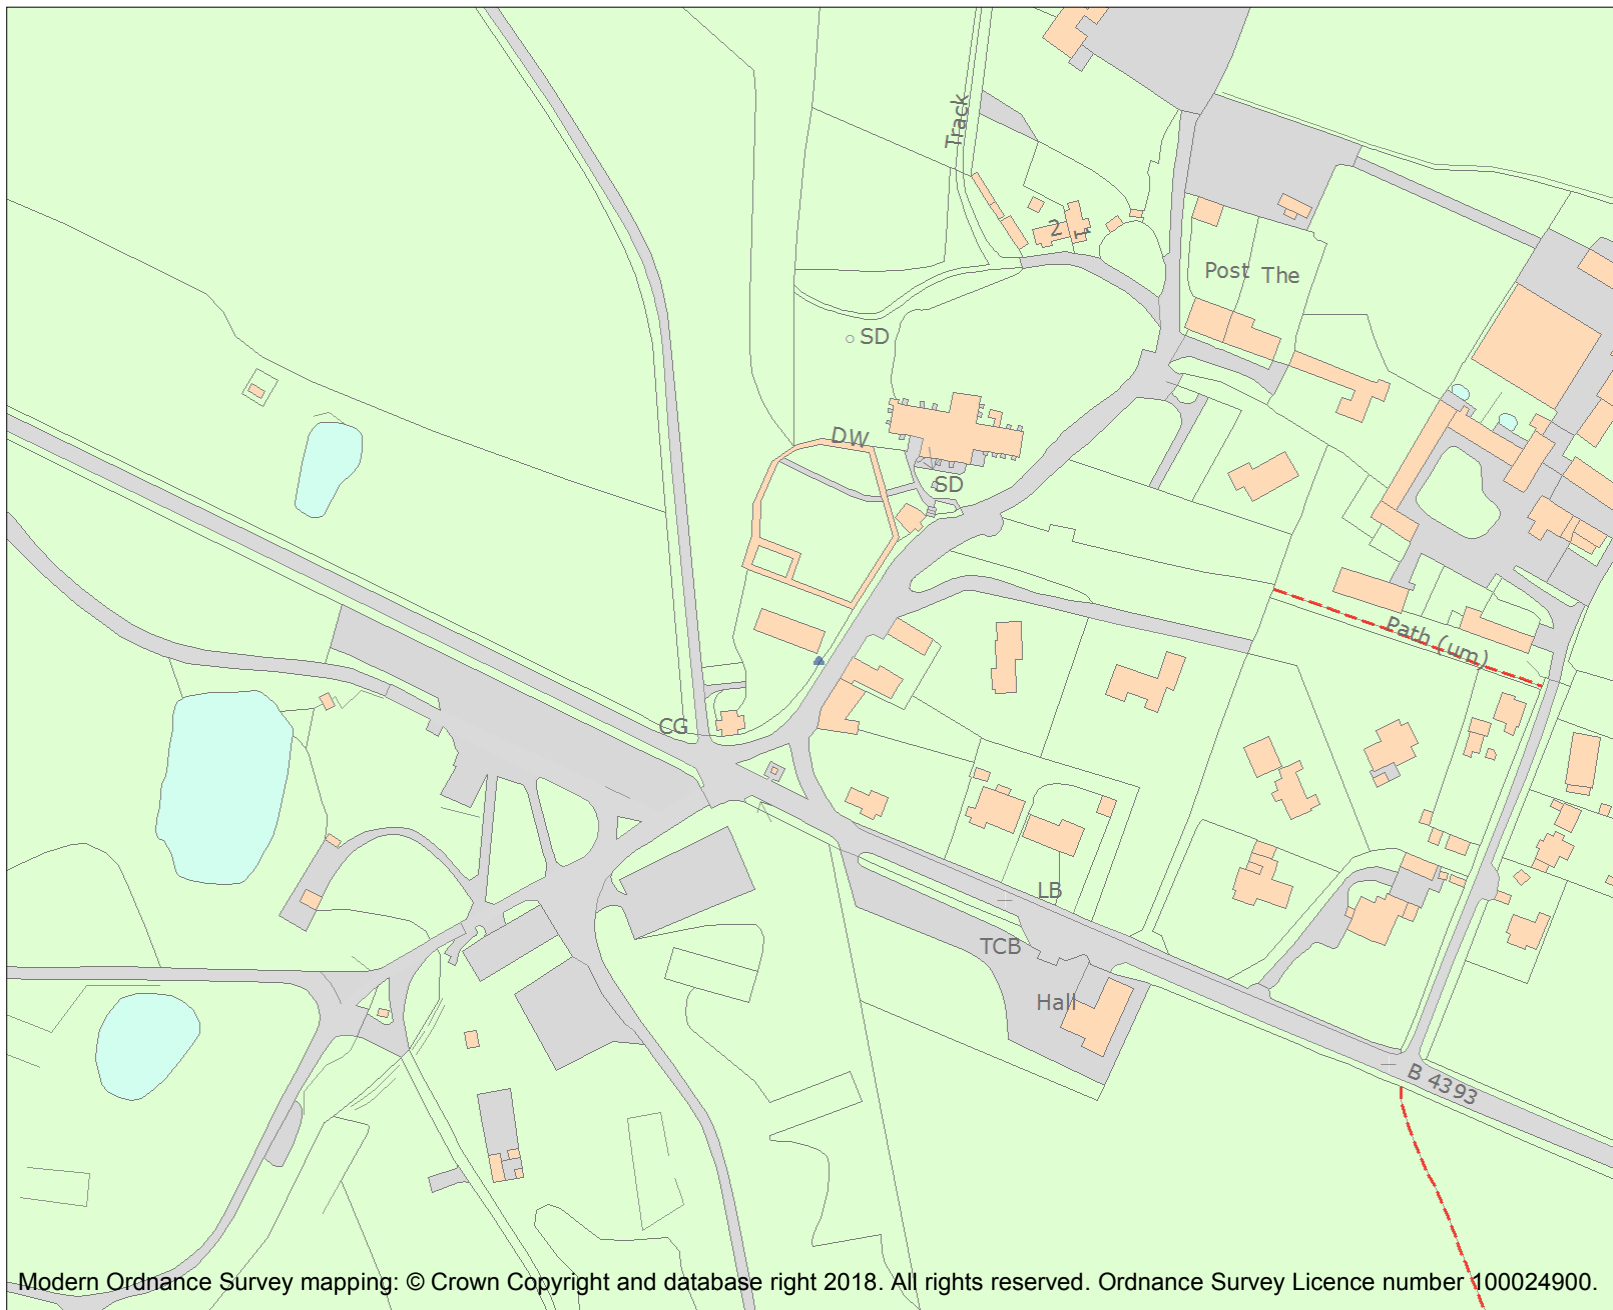 Track
2
1
Post The
SD
DW
SD
Path (um)
CG
LB
TCB
Hall
B 4393
Modern Ordnance Survey mapping: © Crown Copyright and database right 2018. All rights reserved. Ordnance Survey Licence number 100024900.